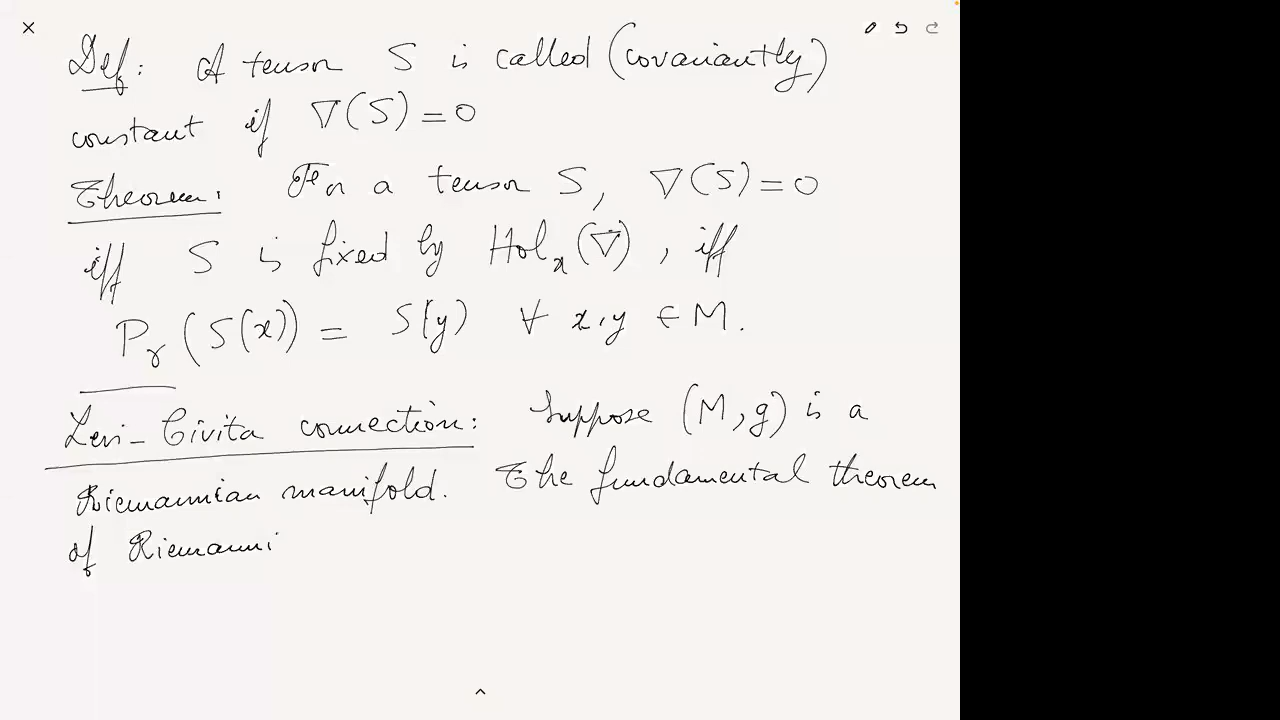 Def: A tensor S is called (covariantly)
constant if ∇(S) = 0
Theorem: For a tensor S, ∇(S) = 0
iff S is fixed by Hol_x(∇), iff
P_γ(S(x)) = S(y) ∀ x, y ∈ M.
Levi-Civita connection: Suppose (M, g) is a
Riemannian manifold. The fundamental theorem
of Riemanni